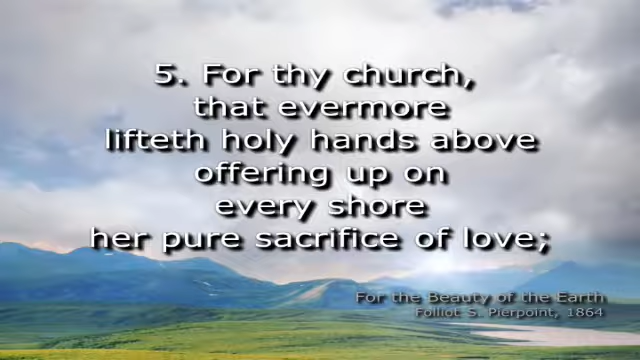 5. For thy church,
that evermore
lifteth holy hands above
offering up on
every shore
her pure sacrifice of love;
For the Beauty of the Earth
Folliot S. Pierpoint, 1864